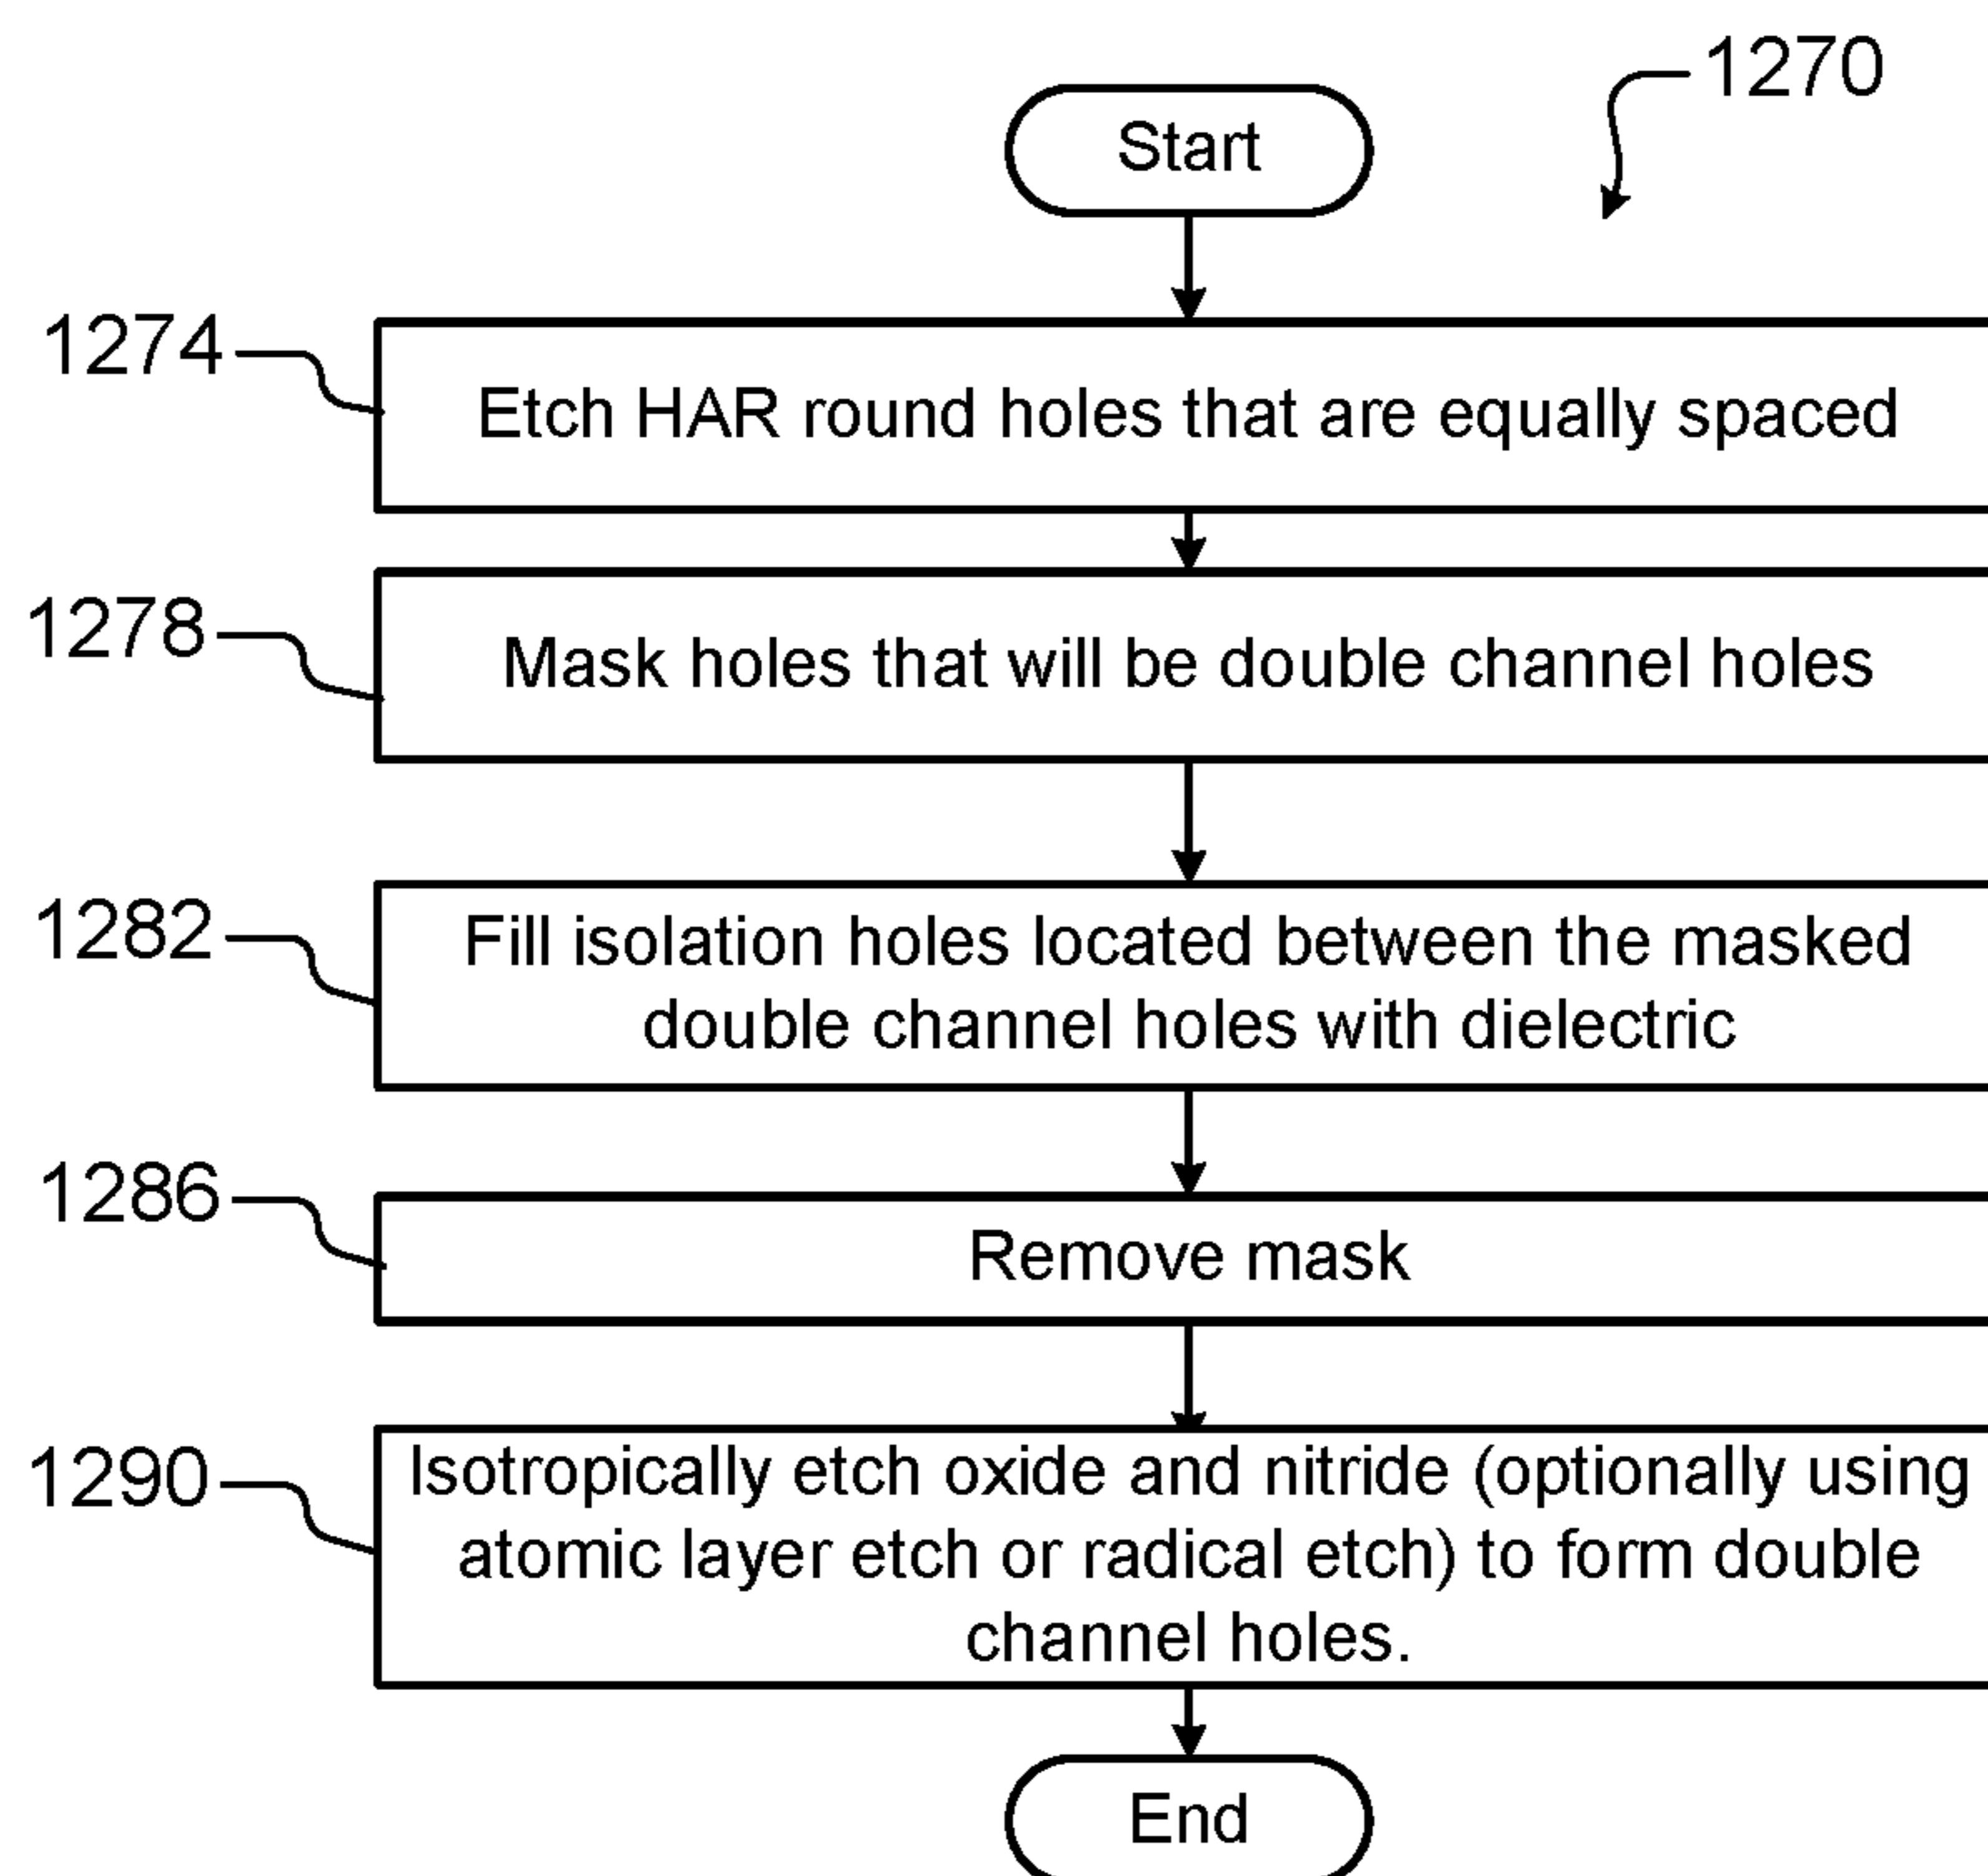 1270
Start
1274
Etch HAR round holes that are equally spaced
1278
Mask holes that will be double channel holes
1282
Fill isolation holes located between the masked
double channel holes with dielectric
1286
Remove mask
1290
Isotropically etch oxide and nitride (optionally using
atomic layer etch or radical etch) to form double
channel holes.
End